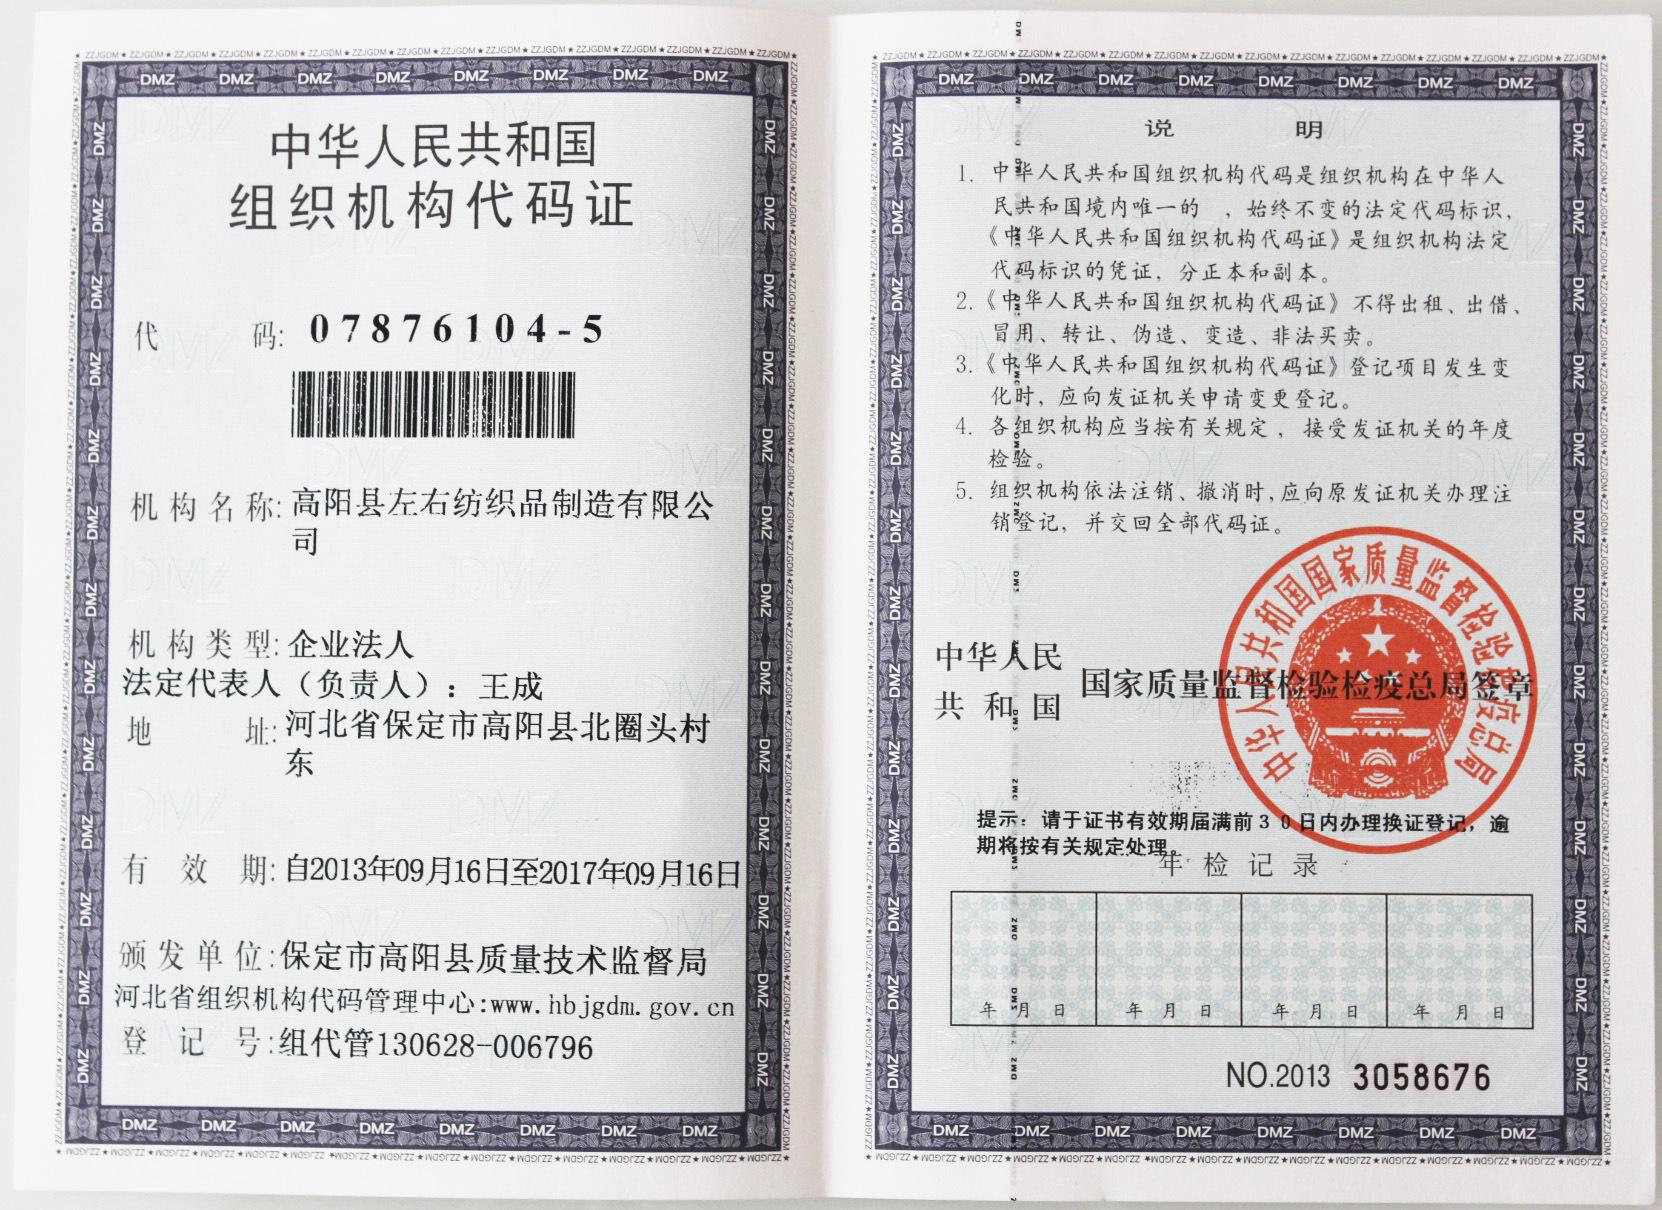 中华人民共和国
组织机构代码证
代 码: 07876104-5
机构名称: 高阳县左右纺织品制造有限公
司
机构类型: 企业法人
法定代表人（负责人）: 王成
地 址: 河北省保定市高阳县北圈头村
东
有 效 期: 自2013年09月16日至2017年09月16日
颁发单位: 保定市高阳县质量技术监督局
河北省组织机构代码管理中心:www.hbjgdm.gov.cn
登 记 号: 组代管130628-006796
说 明
1. 中华人民共和国组织机构代码是组织机构在中华人
民共和国境内唯一的 ，始终不变的法定代码标识，
《中华人民共和国组织机构代码证》是组织机构法定
代码标识的凭证，分正本和副本。
2.《中华人民共和国组织机构代码证》不得出租、出借、
冒用、转让、伪造、变造、非法买卖。
3.《中华人民共和国组织机构代码证》登记项目发生变
化时，应向发证机关申请变更登记。
4. 各组织机构应当按有关规定，接受发证机关的年度
检验。
5. 组织机构依法注销、撤消时，应向原发证机关办理注
销登记，并交回全部代码证。
中华人民
共和国
国家质量监督检验检疫总局签章
中华人民共和国国家质量监督检验检疫总局
提示：请于证书有效期届满前30日内办理换证登记，逾
期将按有关规定处理。
年检记录
年 月 日 年 月 日 年 月 日 年 月 日
NO.2013 3058676